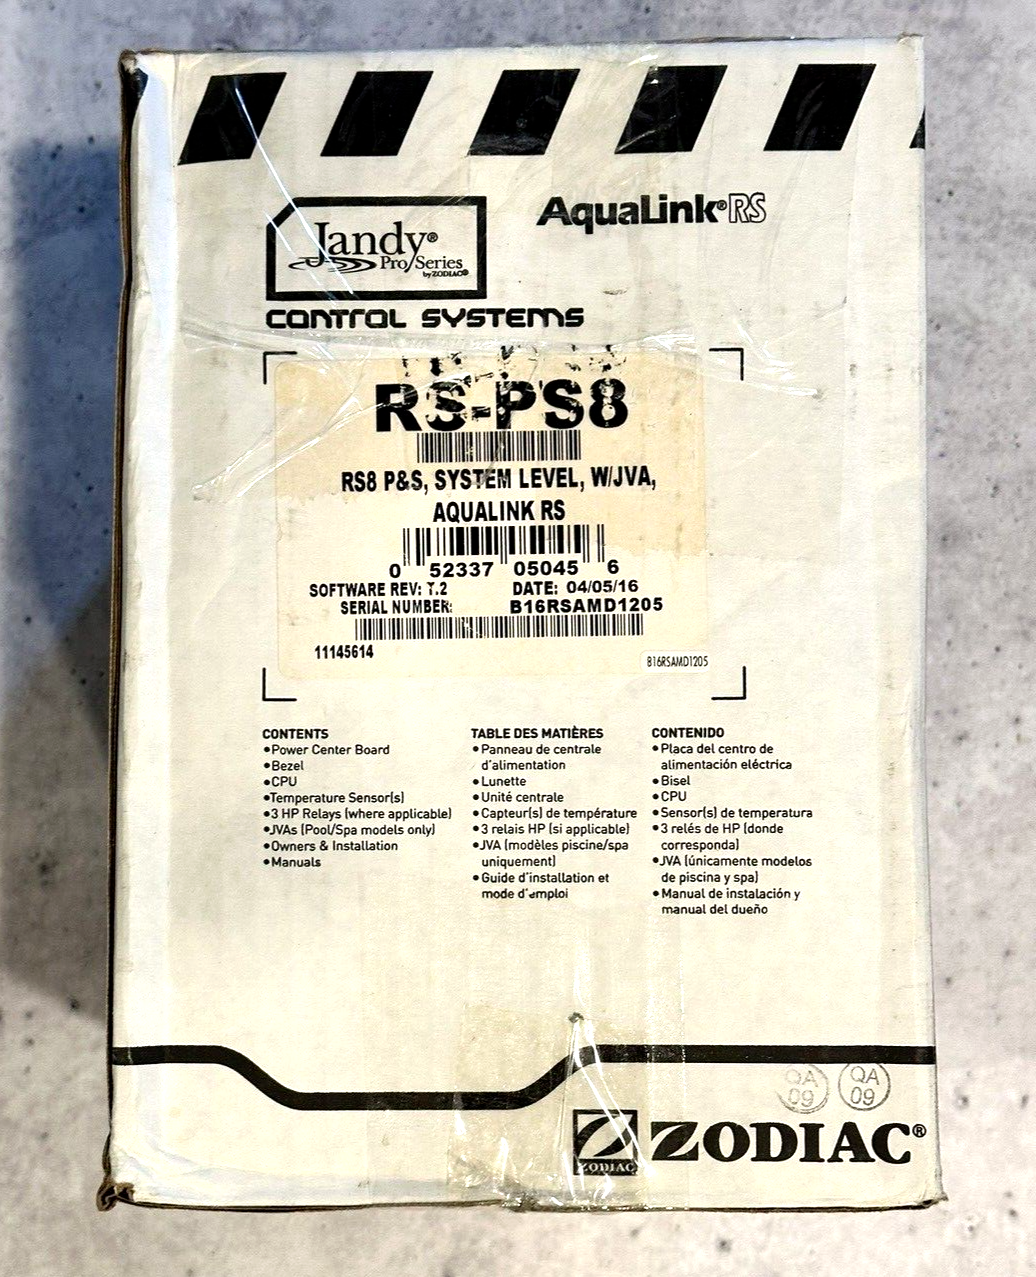 Jandy®
Pro Series
by ZODIAC®
AquaLink® RS
CONTROL SYSTEMS
RS-PS8
RS8 P&S, SYSTEM LEVEL, W/JVA,
AQUALINK RS
0 52337 05045 6
SOFTWARE REV: T.2 DATE: 04/05/16
SERIAL NUMBER: B16RSAMD1205
11145614
B16RSAMD1205
CONTENTS
•Power Center Board
•Bezel
•CPU
•Temperature Sensor(s)
•3 HP Relays (where applicable)
•JVAs (Pool/Spa models only)
•Owners & Installation
•Manuals
TABLE DES MATIÈRES
•Panneau de centrale
d'alimentation
•Lunette
•Unité centrale
•Capteur(s) de température
•3 relais HP (si applicable)
•JVA (modèles piscine/spa
uniquement)
•Guide d'installation et
mode d'emploi
CONTENIDO
•Placa del centro de
alimentación eléctrica
•Bisel
•CPU
•Sensor(s) de temperatura
•3 relés de HP (donde
corresponda)
•JVA (únicamente modelos
de piscina y spa)
•Manual de instalación y
manual del dueño
QA
09
QA
09
ZODIAC
ZODIAC®